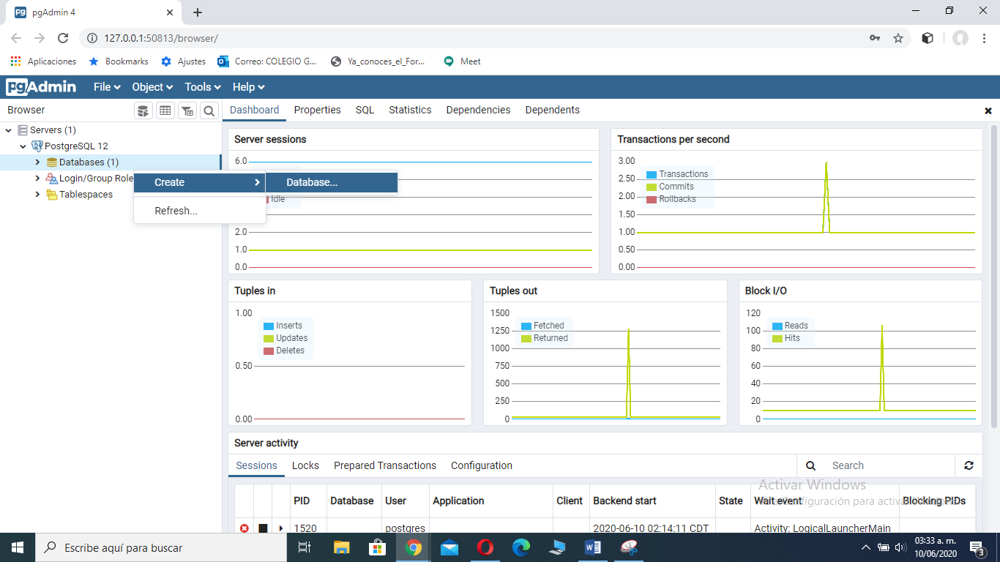 pgAdmin 4
127.0.0.1:50813/browser/
Aplicaciones Bookmarks Ajustes Correo: COLEGIO G... Ya_conoces_el_For... Meet
pgAdmin File Object Tools Help
Browser
Dashboard Properties SQL Statistics Dependencies Dependents
Servers (1)
PostgreSQL 12
Databases (1)
Login/Group Role
Tablespaces
Create
Database...
Refresh...
Server sessions
6.0
Idle
2.0
1.0
0.0
Transactions per second
3.00
2.50
2.00
1.50
1.00
0.50
0.00
Transactions
Commits
Rollbacks
Tuples in
1.00
0.50
0.00
Inserts
Updates
Deletes
Tuples out
1500
1250
1000
750
500
250
0
Fetched
Returned
Block I/O
120
100
80
60
40
20
0
Reads
Hits
Server activity
Sessions Locks Prepared Transactions Configuration
Search
Activar Windows
PID Database User Application Client Backend start State Wait event Blocking PIDs
1520 postgres 2020-06-10 02:14:11 CDT Activity: LogicalLauncherMain
Escribe aquí para buscar
03:33 a. m.
10/06/2020
3